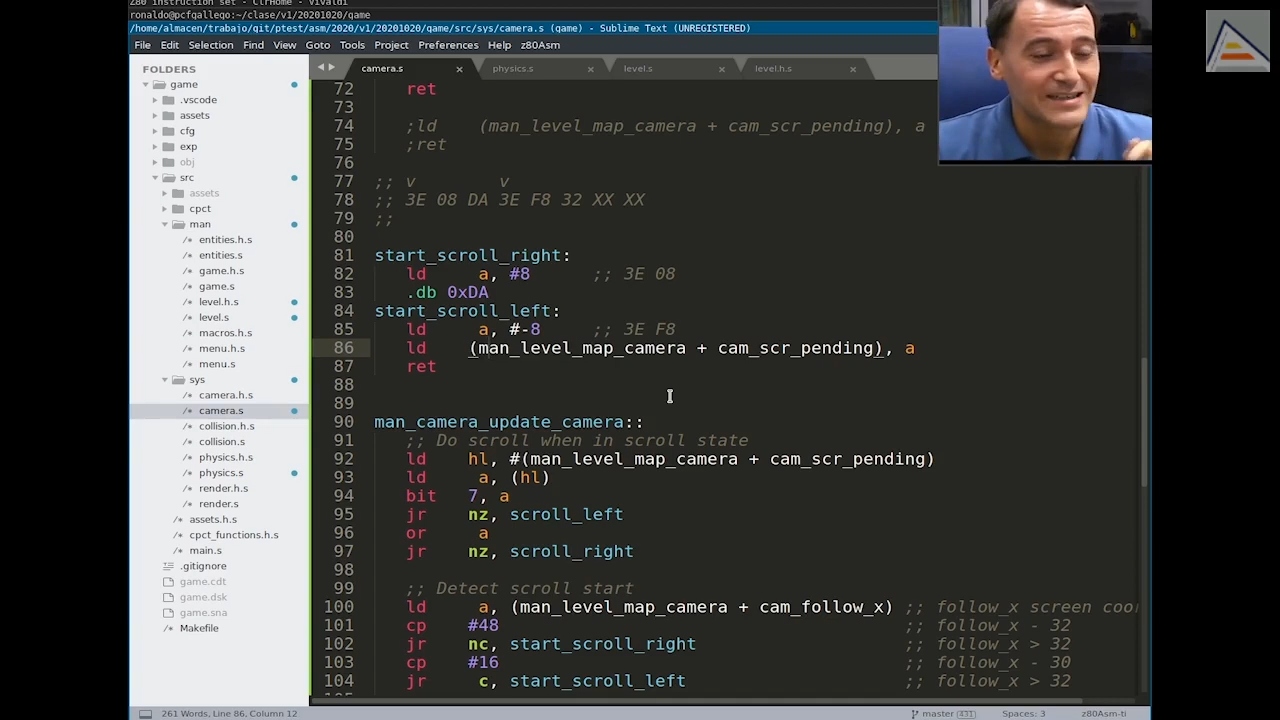 Z80 instruction set - ClrHome - Vivaldi
ronaldo@pcfgallego:~/clase/v1/20201020/game
/home/almacen/trabajo/git/ptest/asm/2020/v1/20201020/game/src/sys/camera.s (game) - Sublime Text (UNREGISTERED)
File Edit Selection Find View Goto Tools Project Preferences Help z80Asm
FOLDERS
game
.vscode
assets
cfg
exp
obj
src
assets
cpct
man
entities.h.s
entities.s
game.h.s
game.s
level.h.s
level.s
macros.h.s
menu.h.s
menu.s
sys
camera.h.s
camera.s
collision.h.s
collision.s
physics.h.s
physics.s
render.h.s
render.s
assets.h.s
cpct_functions.h.s
main.s
.gitignore
game.cdt
game.dsk
game.sna
Makefile
camera.s × physics.s × level.s × level.h.s ×
72 ret
73
74 ;ld (man_level_map_camera + cam_scr_pending), a
75 ;ret
76
77 ;; v v
78 ;; 3E 08 DA 3E F8 32 XX XX
79 ;;
80
81 start_scroll_right:
82 ld a, #8 ;; 3E 08
83 .db 0xDA
84 start_scroll_left:
85 ld a, #-8 ;; 3E F8
86 ld (man_level_map_camera + cam_scr_pending), a
87 ret
88
89
90 man_camera_update_camera::
91 ;; Do scroll when in scroll state
92 ld hl, #(man_level_map_camera + cam_scr_pending)
93 ld a, (hl)
94 bit 7, a
95 jr nz, scroll_left
96 or a
97 jr nz, scroll_right
98
99 ;; Detect scroll start
100 ld a, (man_level_map_camera + cam_follow_x) ;; follow_x screen coor
101 cp #48 ;; follow_x - 32
102 jr nc, start_scroll_right ;; follow_x > 32
103 cp #16 ;; follow_x - 30
104 jr c, start_scroll_left ;; follow_x > 32
261 Words, Line 86, Column 12 master 431 Spaces: 3 z80Asm-ti